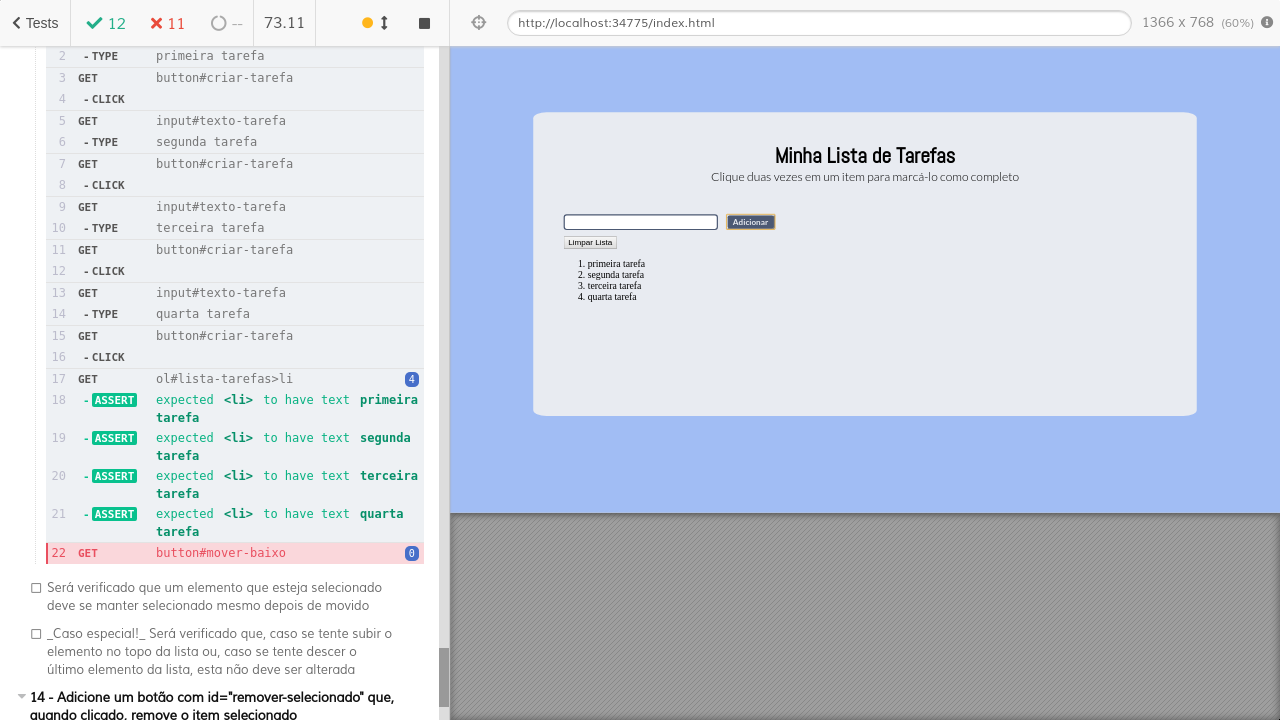 Tests
12
11
--
73.11
http://localhost:34775/index.html
1366 x 768 (60%)
2 - TYPE primeira tarefa
3 GET button#criar-tarefa
4 - CLICK
5 GET input#texto-tarefa
6 - TYPE segunda tarefa
7 GET button#criar-tarefa
8 - CLICK
9 GET input#texto-tarefa
10 - TYPE terceira tarefa
11 GET button#criar-tarefa
12 - CLICK
13 GET input#texto-tarefa
14 - TYPE quarta tarefa
15 GET button#criar-tarefa
16 - CLICK
17 GET ol#lista-tarefas>li 4
18 - ASSERT expected <li> to have text primeira
tarefa
19 - ASSERT expected <li> to have text segunda
tarefa
20 - ASSERT expected <li> to have text terceira
tarefa
21 - ASSERT expected <li> to have text quarta
tarefa
22 GET button#mover-baixo 0
Será verificado que um elemento que esteja selecionado
deve se manter selecionado mesmo depois de movido
_Caso especial!_ Será verificado que, caso se tente subir o
elemento no topo da lista ou, caso se tente descer o
último elemento da lista, esta não deve ser alterada
14 - Adicione um botão com id="remover-selecionado" que,
quando clicado, remove o item selecionado
Minha Lista de Tarefas
Clique duas vezes em um item para marcá-lo como completo
Adicionar
Limpar Lista
1. primeira tarefa
2. segunda tarefa
3. terceira tarefa
4. quarta tarefa